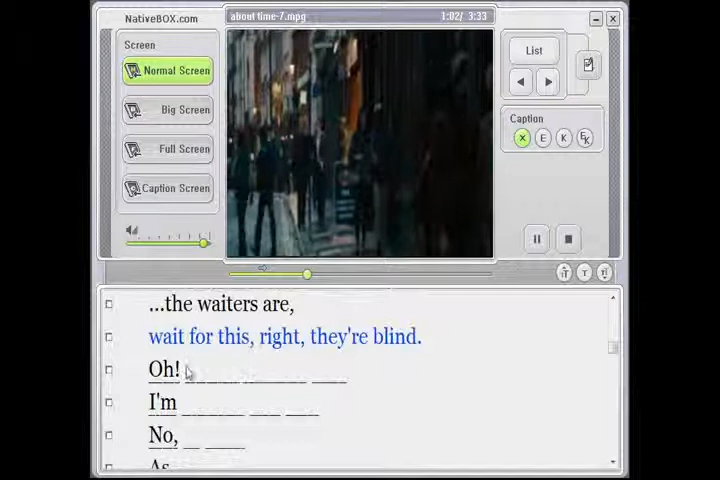 NativeBOX.com
about time-7.mpg
1:02/ 3:33
Screen
Normal Screen
Big Screen
Full Screen
Caption Screen
List
Caption
X E K EK
T T T
...the waiters are,
wait for this, right, they're blind.
Oh!
I'm
No,
As